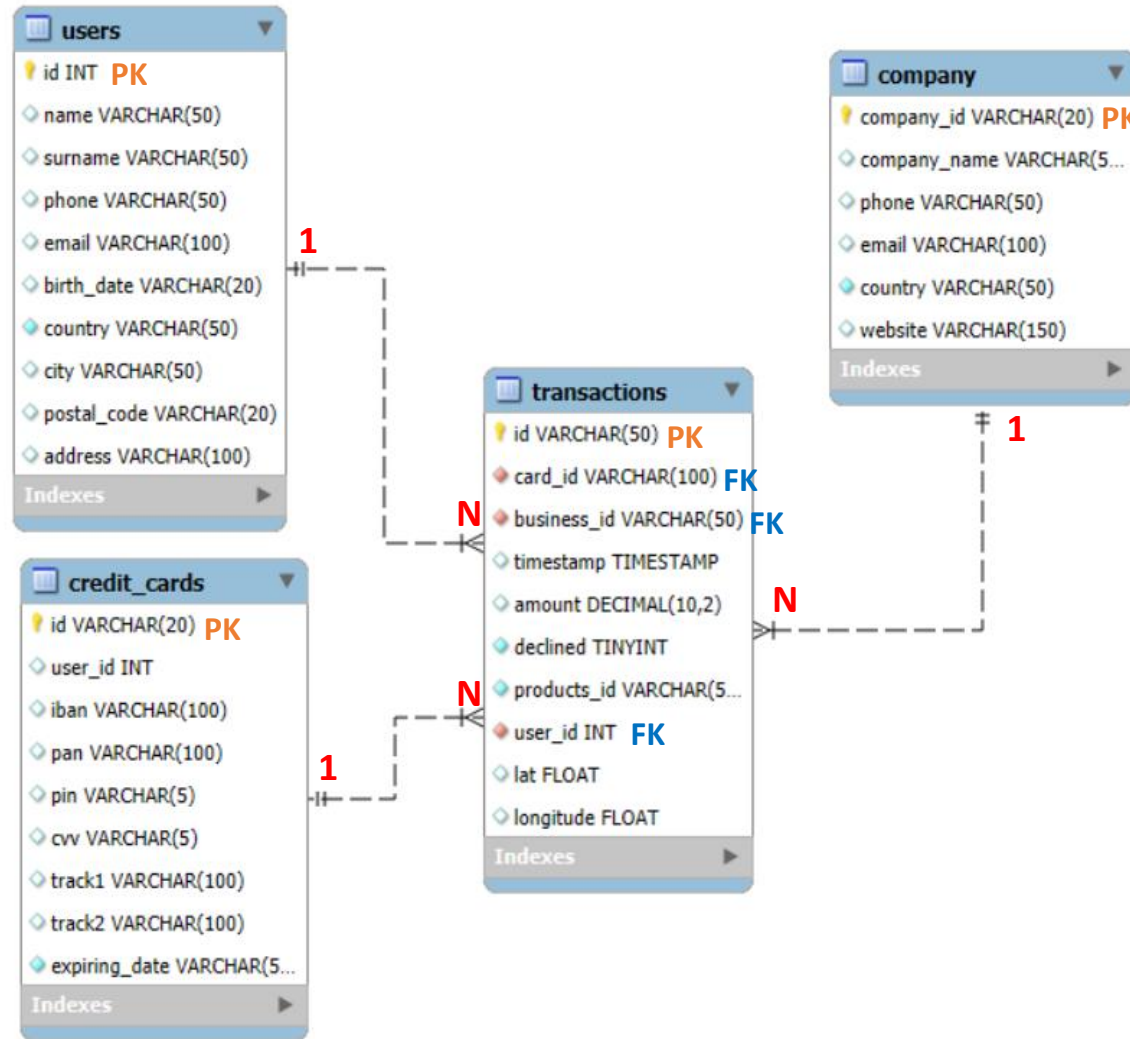 users
id INT PK
name VARCHAR(50)
surname VARCHAR(50)
phone VARCHAR(50)
email VARCHAR(100)
birth_date VARCHAR(20)
country VARCHAR(50)
city VARCHAR(50)
postal_code VARCHAR(20)
address VARCHAR(100)
Indexes
1
N
company
company_id VARCHAR(20) PK
company_name VARCHAR(5...
phone VARCHAR(50)
email VARCHAR(100)
country VARCHAR(50)
website VARCHAR(150)
Indexes
1
N
transactions
id VARCHAR(50) PK
card_id VARCHAR(100) FK
business_id VARCHAR(50) FK
timestamp TIMESTAMP
amount DECIMAL(10,2)
declined TINYINT
products_id VARCHAR(5...
user_id INT FK
lat FLOAT
longitude FLOAT
Indexes
credit_cards
id VARCHAR(20) PK
user_id INT
iban VARCHAR(100)
pan VARCHAR(100)
pin VARCHAR(5)
cvv VARCHAR(5)
track1 VARCHAR(100)
track2 VARCHAR(100)
expiring_date VARCHAR(5...
Indexes
1
N